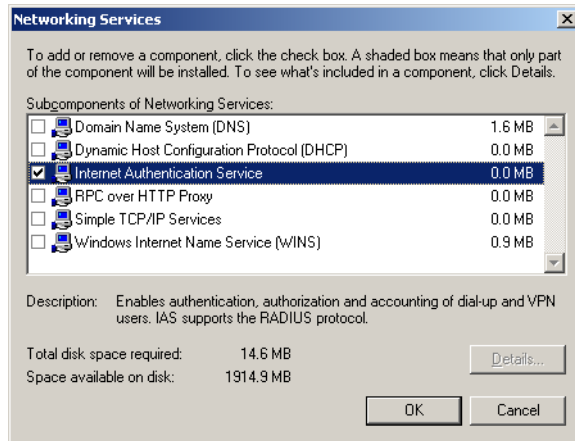 Networking Services
To add or remove a component, click the check box. A shaded box means that only part
of the component will be installed. To see what's included in a component, click Details.
Subcomponents of Networking Services:
Domain Name System (DNS) 1.6 MB
Dynamic Host Configuration Protocol (DHCP) 0.0 MB
Internet Authentication Service 0.0 MB
RPC over HTTP Proxy 0.0 MB
Simple TCP/IP Services 0.0 MB
Windows Internet Name Service (WINS) 0.9 MB
Description: Enables authentication, authorization and accounting of dial-up and VPN
users. IAS supports the RADIUS protocol.
Total disk space required: 14.6 MB
Details...
Space available on disk: 1914.9 MB
OK Cancel